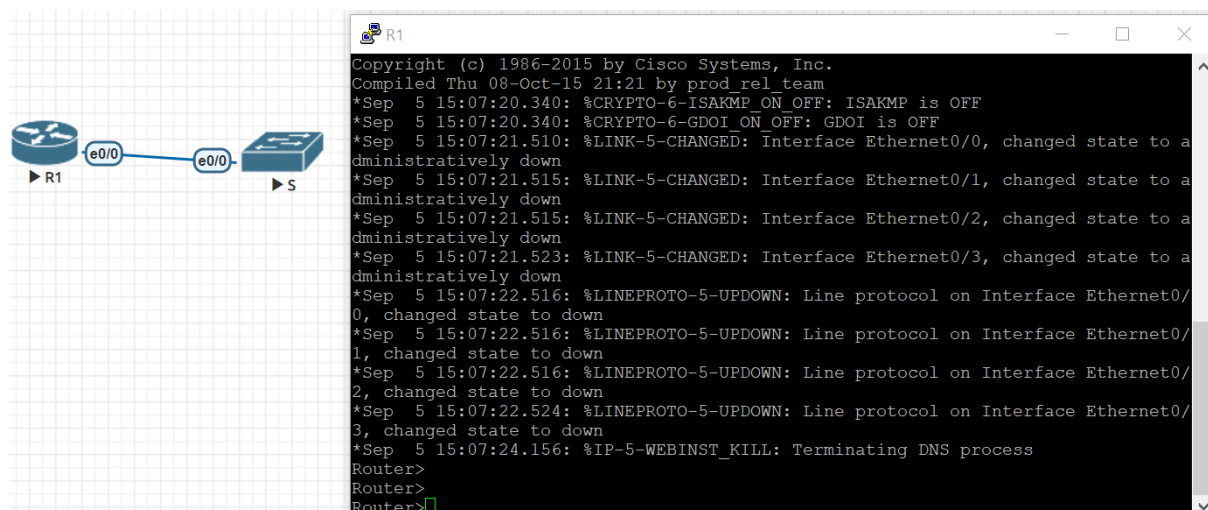 R1
e0/0
e0/0
R1
S
Copyright (c) 1986-2015 by Cisco Systems, Inc.
Compiled Thu 08-Oct-15 21:21 by prod_rel_team
*Sep  5 15:07:20.340: %CRYPTO-6-ISAKMP_ON_OFF: ISAKMP is OFF
*Sep  5 15:07:20.340: %CRYPTO-6-GDOI_ON_OFF: GDOI is OFF
*Sep  5 15:07:21.510: %LINK-5-CHANGED: Interface Ethernet0/0, changed state to a
dministratively down
*Sep  5 15:07:21.515: %LINK-5-CHANGED: Interface Ethernet0/1, changed state to a
dministratively down
*Sep  5 15:07:21.515: %LINK-5-CHANGED: Interface Ethernet0/2, changed state to a
dministratively down
*Sep  5 15:07:21.523: %LINK-5-CHANGED: Interface Ethernet0/3, changed state to a
dministratively down
*Sep  5 15:07:22.516: %LINEPROTO-5-UPDOWN: Line protocol on Interface Ethernet0/
0, changed state to down
*Sep  5 15:07:22.516: %LINEPROTO-5-UPDOWN: Line protocol on Interface Ethernet0/
1, changed state to down
*Sep  5 15:07:22.516: %LINEPROTO-5-UPDOWN: Line protocol on Interface Ethernet0/
2, changed state to down
*Sep  5 15:07:22.524: %LINEPROTO-5-UPDOWN: Line protocol on Interface Ethernet0/
3, changed state to down
*Sep  5 15:07:24.156: %IP-5-WEBINST_KILL: Terminating DNS process
Router>
Router>
Router>